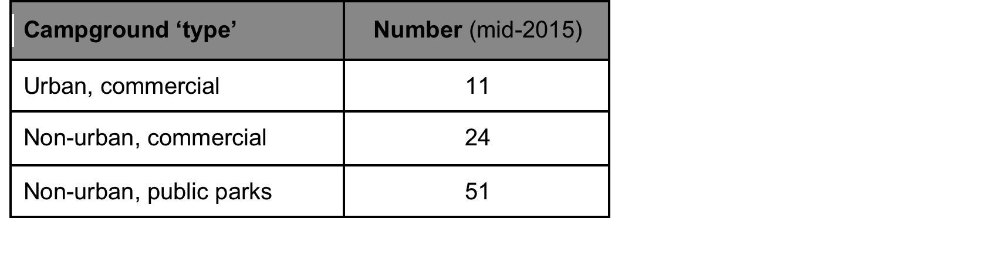 Campground ‘type’ Number (mid-2015)
Urban, commercial 11
Non-urban, commercial 24
Non-urban, public parks 51